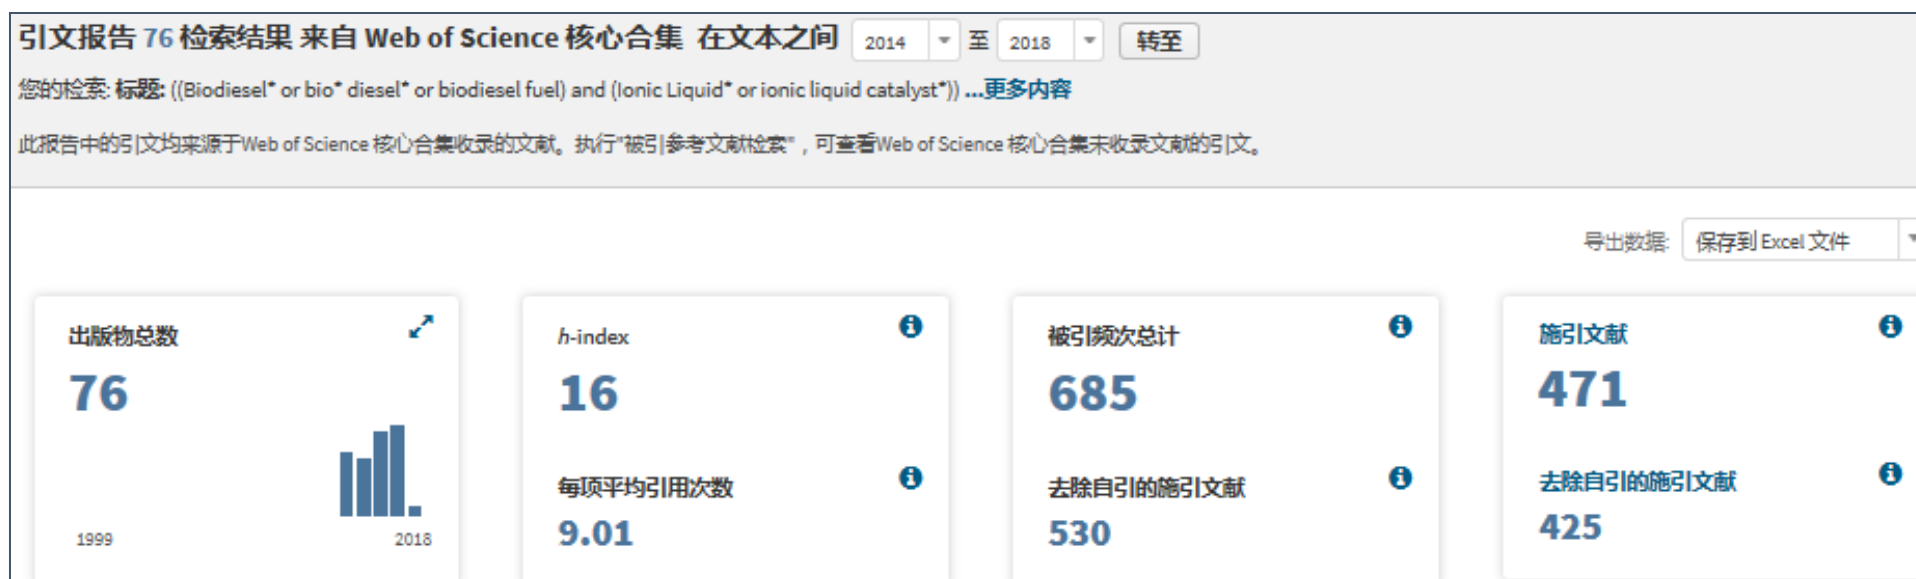 引文报告 76 检索结果 来自 Web of Science 核心合集 在文本之间 2014 至 2018 转至
您的检索: 标题: ((Biodiesel* or bio* diesel* or biodiesel fuel) and (Ionic Liquid* or ionic liquid catalyst*)) ...更多内容
此报告中的引文均来源于Web of Science 核心合集收录的文献。执行"被引参考文献检索"，可查看Web of Science 核心合集未收录文献的引文。
导出数据: 保存到 Excel 文件
出版物总数
76
1999 2018
h-index
16
每项平均引用次数
9.01
被引频次总计
685
去除自引的施引文献
530
施引文献
471
去除自引的施引文献
425